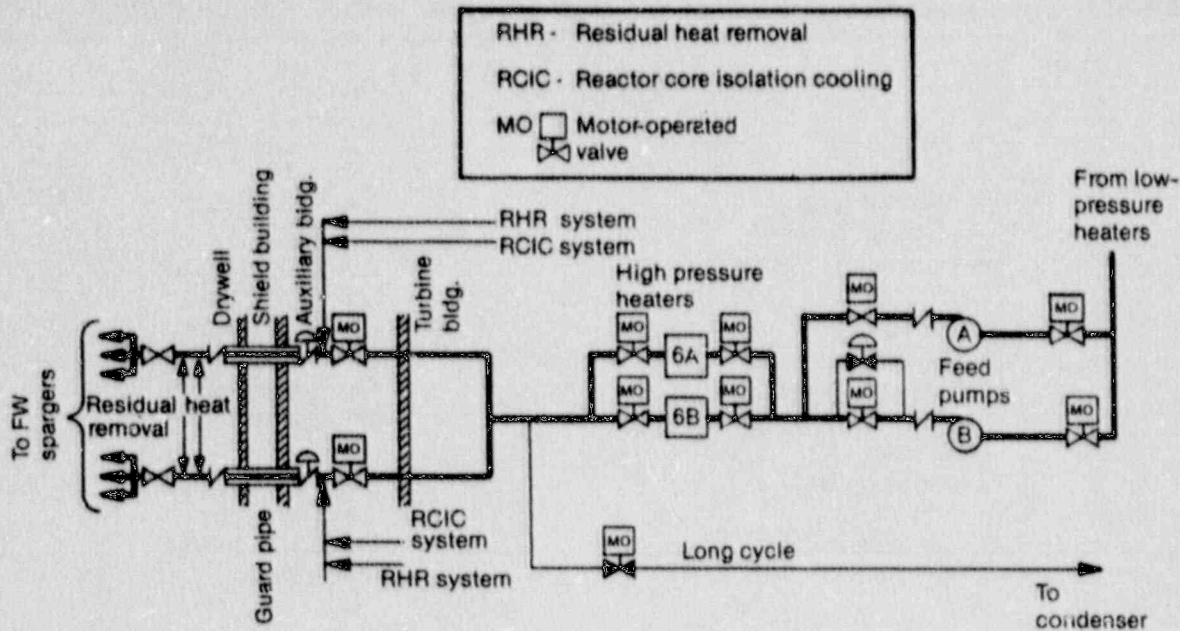 RHR - Residual heat removal
RCIC - Reactor core isolation cooling
MO Motor-operated
valve
From low-
pressure
heaters
Drywell
Shield building
Auxiliary bldg.
RHR system
RCIC system
Turbine
bldg.
High pressure
heaters
MO
MO
MO
MO
MO
6A
A
Feed
pumps
To FW
spargers
Residual heat
removal
MO
MO
MO
MO
MO
6B
B
Guard pipe
RCIC
system
RHR system
MO
Long cycle
To
condenser